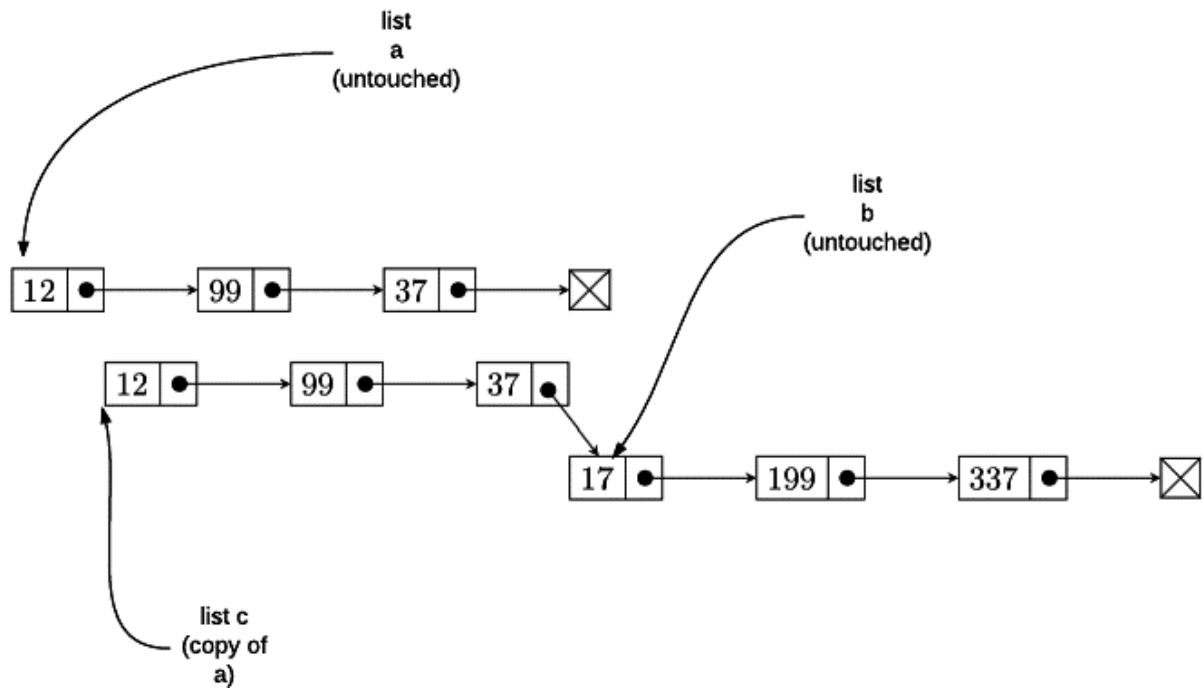 list
a
(untouched)
list
b
(untouched)
12 99 37
12 99 37
17 199 337
list c
(copy of
a)